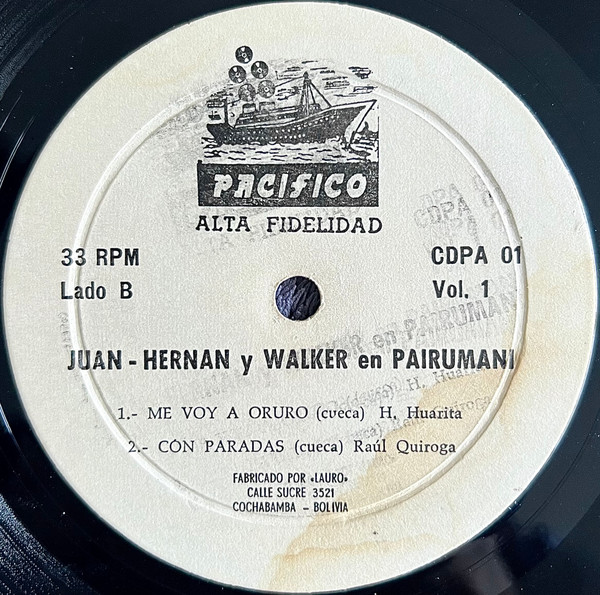 PACIFICO
ALTA FIDELIDAD
33 RPM
CDPA 01
Lado B
Vol. 1
JUAN - HERNAN y WALKER en PAIRUMANI
1.- ME VOY A ORURO (cueca) H. Huarita
2.- CON PARADAS (cueca) Raúl Quiroga
FABRICADO POR «LAURO»
CALLE SUCRE 3521
COCHABAMBA - BOLIVIA